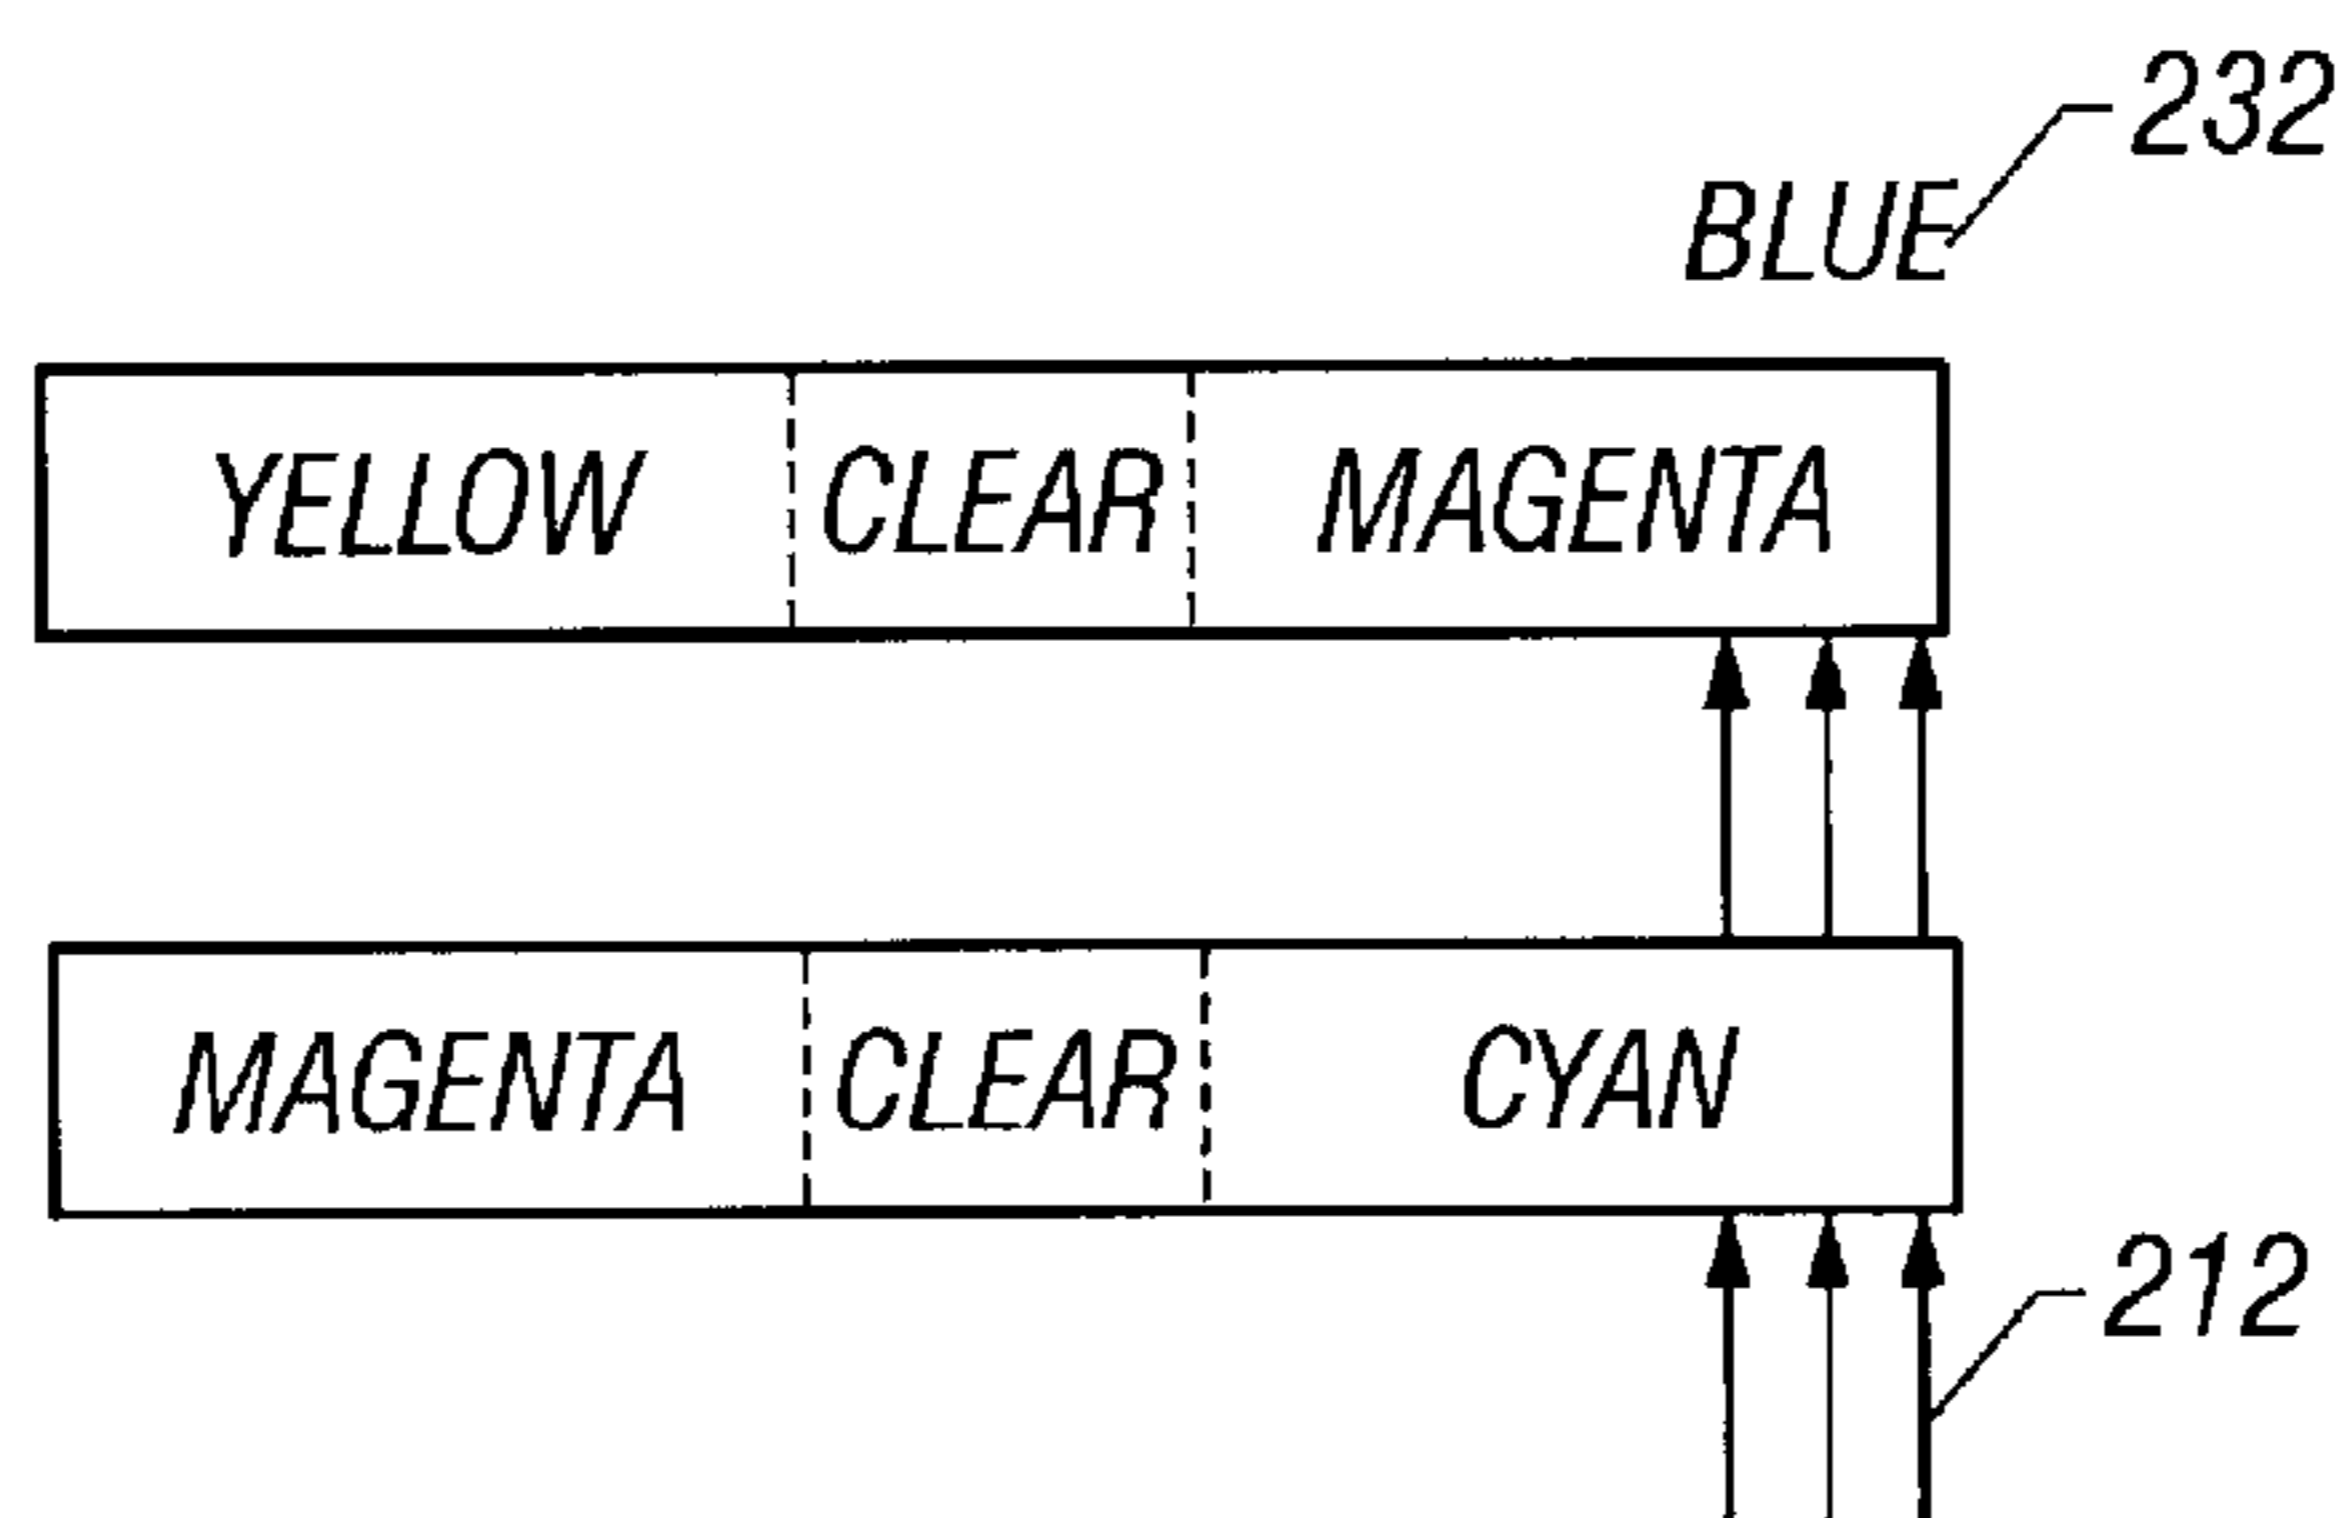 232
BLUE
YELLOW CLEAR MAGENTA
MAGENTA CLEAR CYAN
212